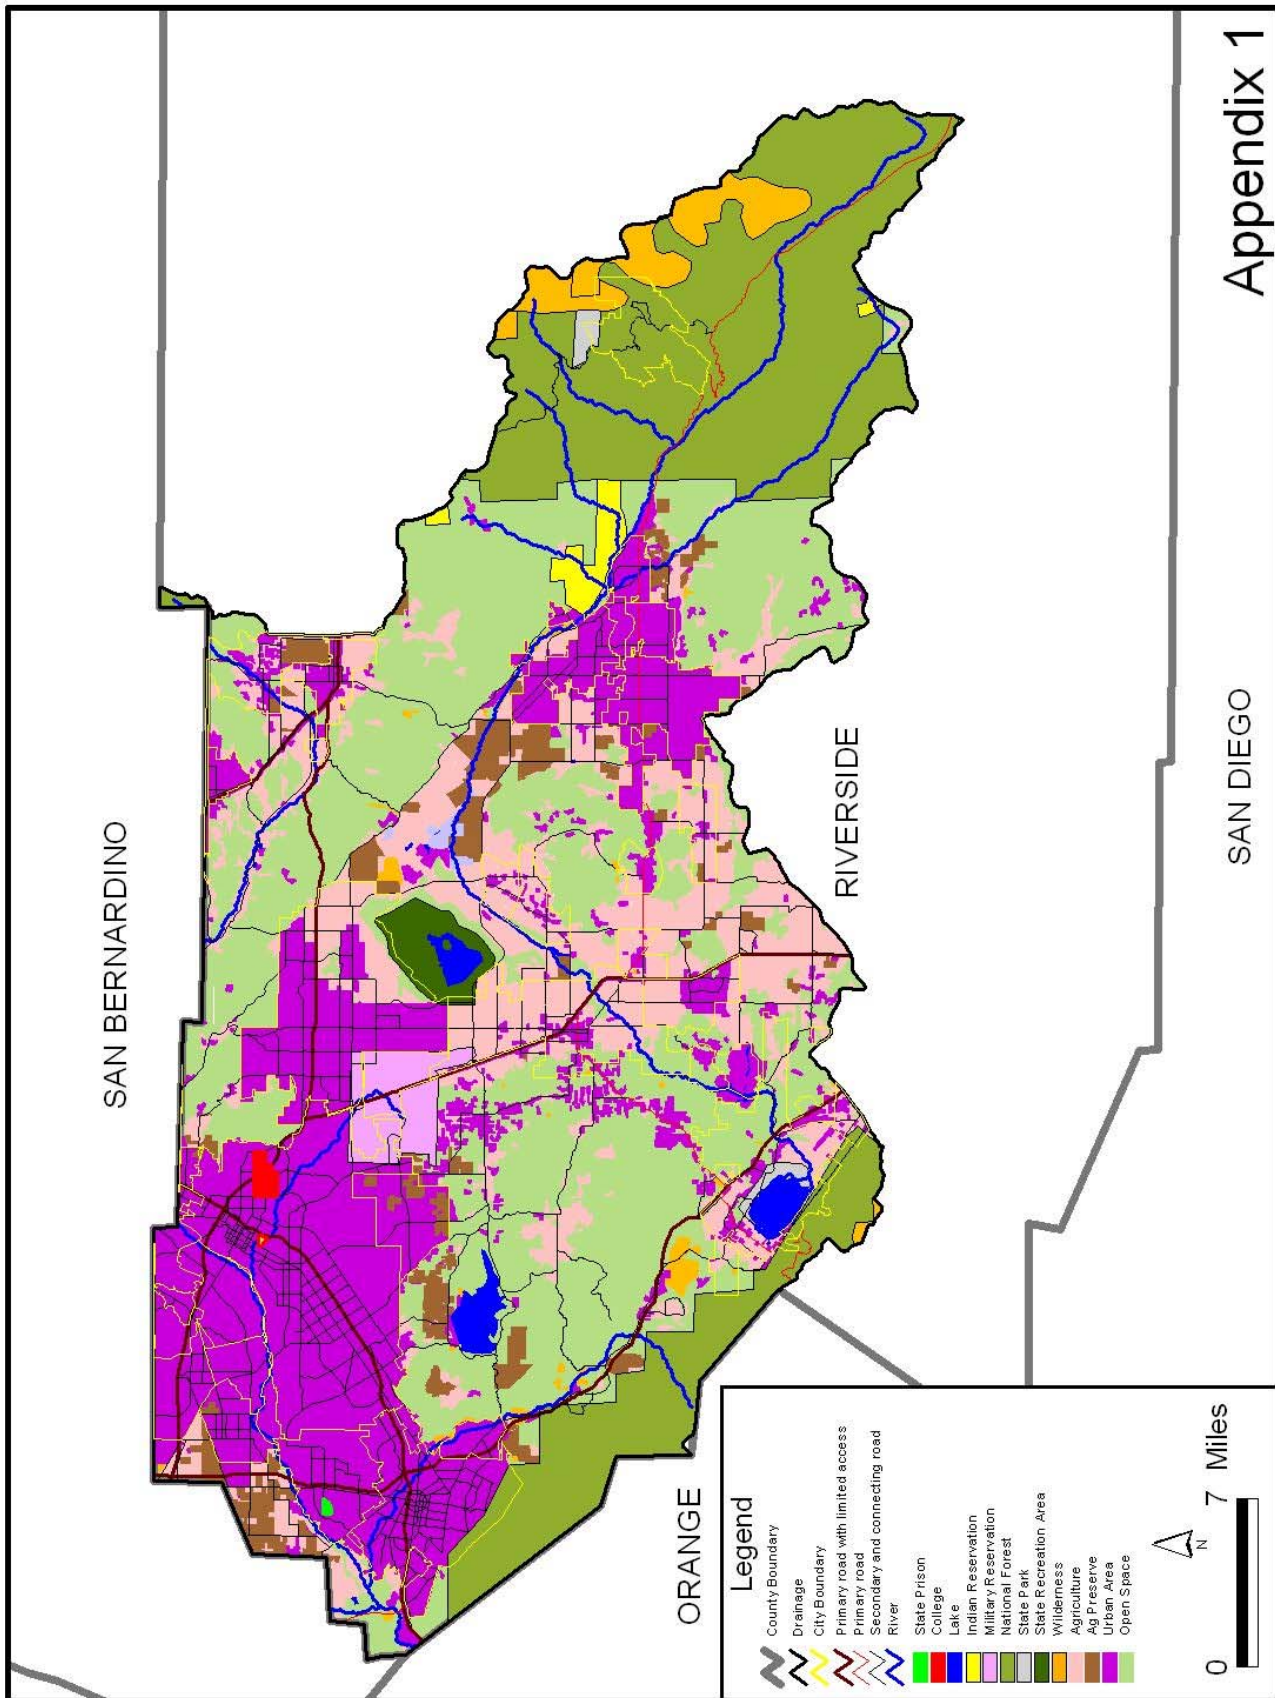 Appendix 1
SAN BERNARDINO
RIVERSIDE
SAN DIEGO
ORANGE
Legend
County Boundary
Drainage
City Boundary
Primary road with limited access
Primary road
Secondary and connecting road
River
State Prison
College
Lake
Indian Reservation
Military Reservation
National Forest
State Park
State Recreation Area
Wilderness
Agriculture
Ag Preserve
Urban Area
Open Space
N
0 7 Miles